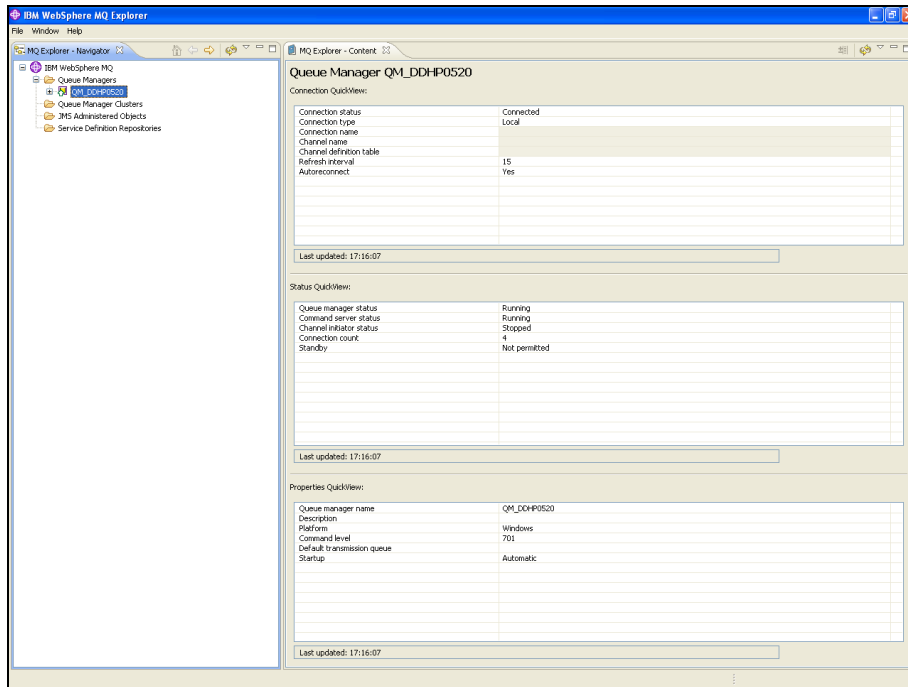 IBM WebSphere MQ Explorer
File Window Help
MQ Explorer - Navigator
IBM WebSphere MQ
Queue Managers
QM_DDHP0520
Queue Manager Clusters
JMS Administered Objects
Service Definition Repositories
MQ Explorer - Content
Queue Manager QM_DDHP0520
Connection QuickView:
Connection status Connected
Connection type Local
Connection name
Channel name
Channel definition table
Refresh interval 15
Autoreconnect Yes
Last updated: 17:16:07
Status QuickView:
Queue manager status Running
Command server status Running
Channel initiator status Stopped
Connection count 4
Standby Not permitted
Last updated: 17:16:07
Properties QuickView:
Queue manager name QM_DDHP0520
Description
Platform Windows
Command level 701
Default transmission queue
Startup Automatic
Last updated: 17:16:07